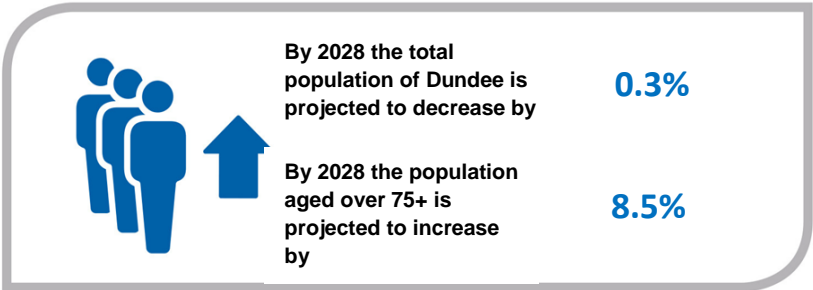 By 2028 the total
population of Dundee is
projected to decrease by
0.3%
By 2028 the population
aged over 75+ is
projected to increase
by
8.5%